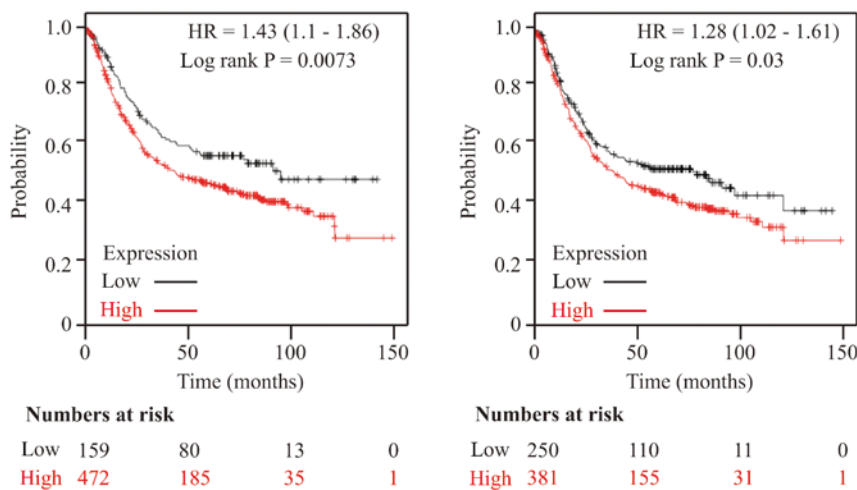 HR = 1.43 (1.1 - 1.86)
Log rank P = 0.0073
1.0
0.8
0.6
0.4
0.2
0
Probability
Expression
Low
High
0 50 100 150
Time (months)
Numbers at risk
Low 159 80 13 0
High 472 185 35 1
HR = 1.28 (1.02 - 1.61)
Log rank P = 0.03
1.0
0.8
0.6
0.4
0.2
0
Probability
Expression
Low
High
0 50 100 150
Time (months)
Numbers at risk
Low 250 110 11 0
High 381 155 31 1